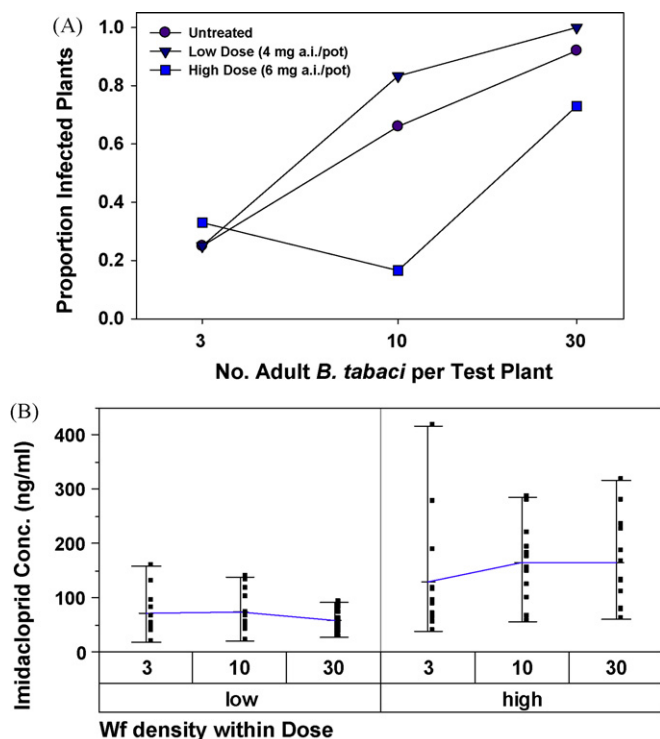 (A)
Untreated
Low Dose (4 mg a.i./pot)
High Dose (6 mg a.i./pot)
1.0
0.8
0.6
0.4
0.2
0.0
Proportion Infected Plants
3 10 30
No. Adult B. tabaci per Test Plant
(B)
400
300
200
100
0
Imidacloprid Conc. (ng/ml)
3 10 30 3 10 30
low high
Wf density within Dose